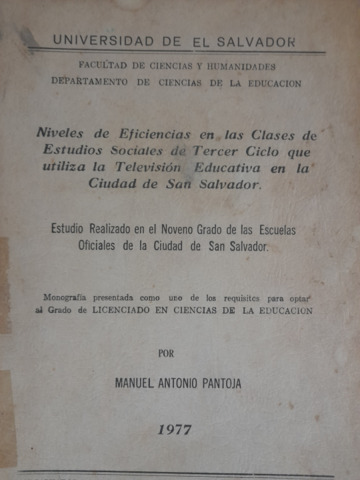 UNIVERSIDAD DE EL SALVADOR
FACULTAD DE CIENCIAS Y HUMANIDADES
DEPARTAMENTO DE CIENCIAS DE LA EDUCACION
Niveles de Eficiencias en las Clases de
Estudios Sociales de Tercer Ciclo que
utiliza la Televisión Educativa en la
Ciudad de San Salvador.
Estudio Realizado en el Noveno Grado de las Escuelas
Oficiales de la Ciudad de San Salvador.
Monografía presentada como uno de los requisitos para optar
al Grado de LICENCIADO EN CIENCIAS DE LA EDUCACION
POR
MANUEL ANTONIO PANTOJA
1977